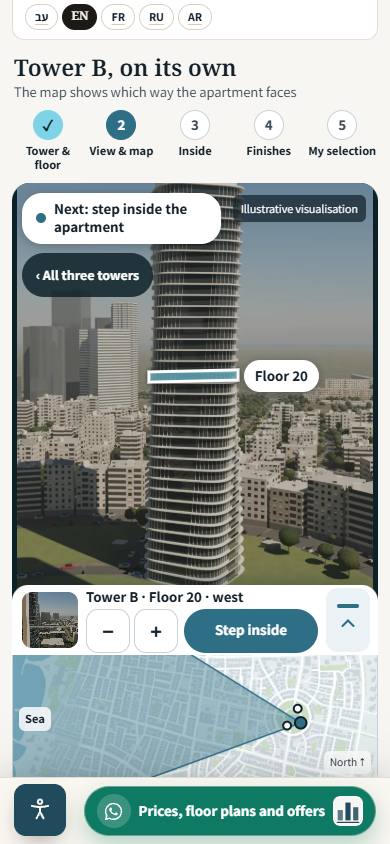 עב EN FR RU AR
Tower B, on its own
The map shows which way the apartment faces
✓ 2 3 4 5
Tower & floor View & map Inside Finishes My selection
Next: step inside the apartment
Illustrative visualisation
‹ All three towers
Floor 20
Tower B · Floor 20 · west
− + Step inside
Sea
North ↑
Prices, floor plans and offers